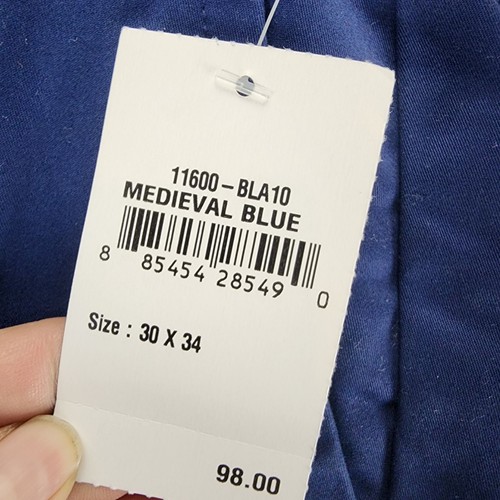 11600-BLA10
MEDIEVAL BLUE
8 85454 28549 0
Size : 30 X 34
98.00